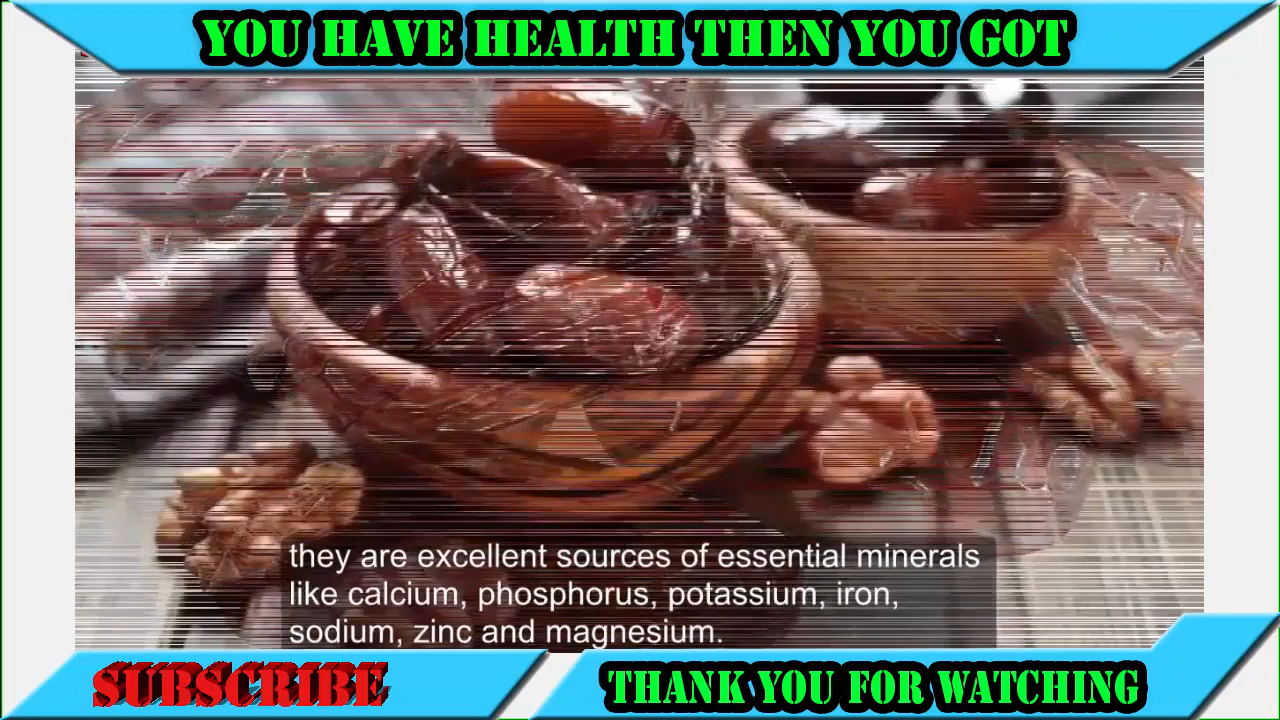 YOU HAVE HEALTH THEN YOU GOT
they are excellent sources of essential minerals
like calcium, phosphorus, potassium, iron,
sodium, zinc and magnesium.
SUBSCRIBE
THANK YOU FOR WATCHING